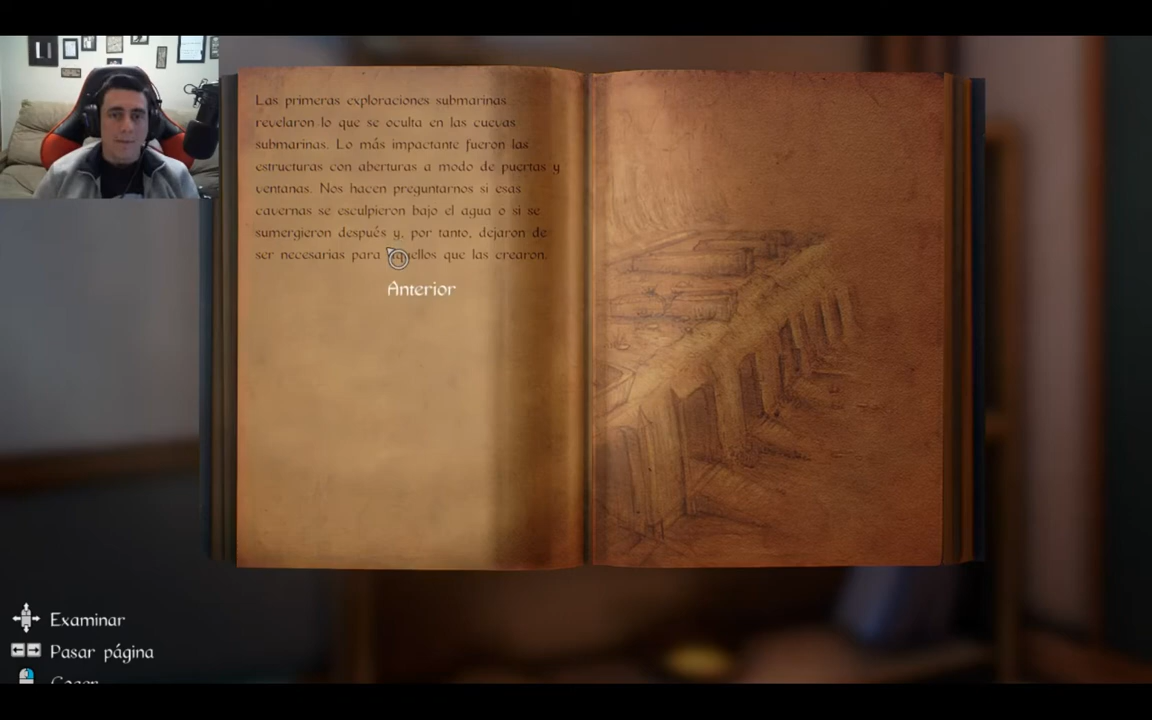 Las primeras exploraciones submarinas
revelaron lo que se oculta en las cuevas
submarinas. Lo más impactante fueron las
estructuras con aberturas a modo de puertas y
ventanas. Nos hacen preguntarnos si esas
cavernas se esculpieron bajo el agua o si se
sumergieron después y, por tanto, dejaron de
ser necesarias para aquellos que las crearon.
Anterior
Examinar
Pasar página
Coger